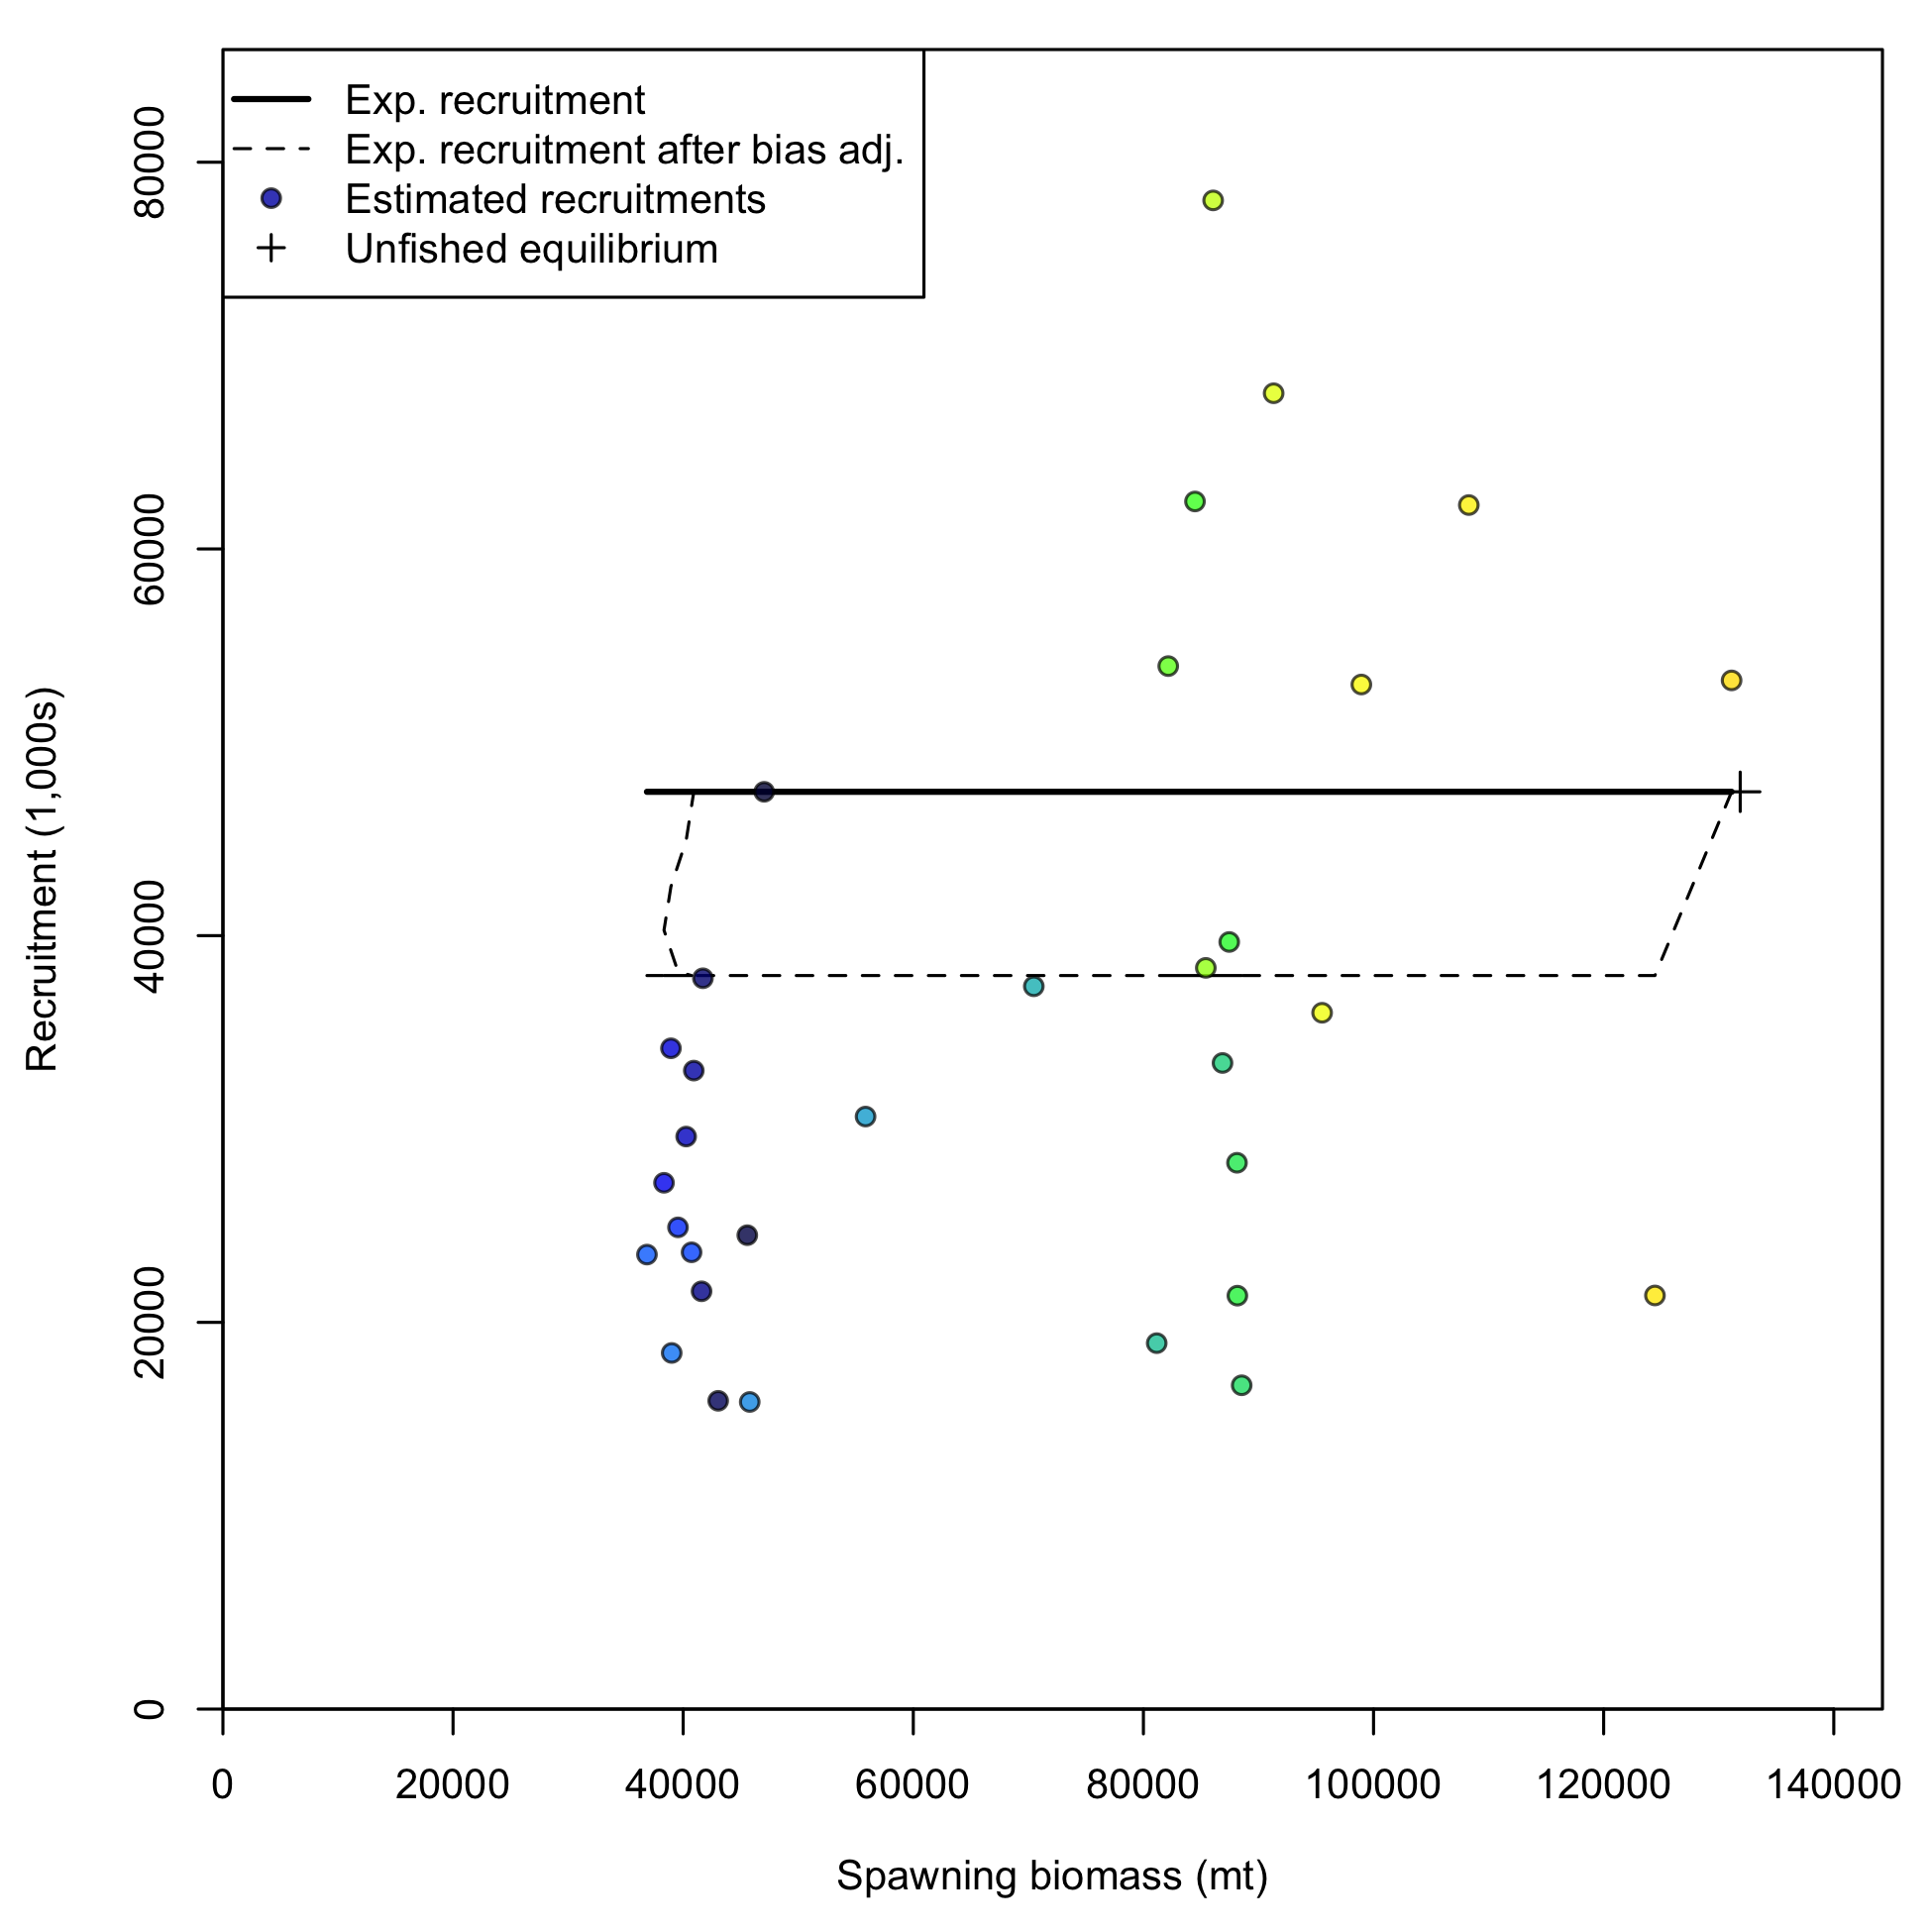 Exp. recruitment
Exp. recruitment after bias adj.
Estimated recruitments
Unfished equilibrium
80000
60000
40000
20000
0
Recruitment (1,000s)
0 20000 40000 60000 80000 100000 120000 140000
Spawning biomass (mt)